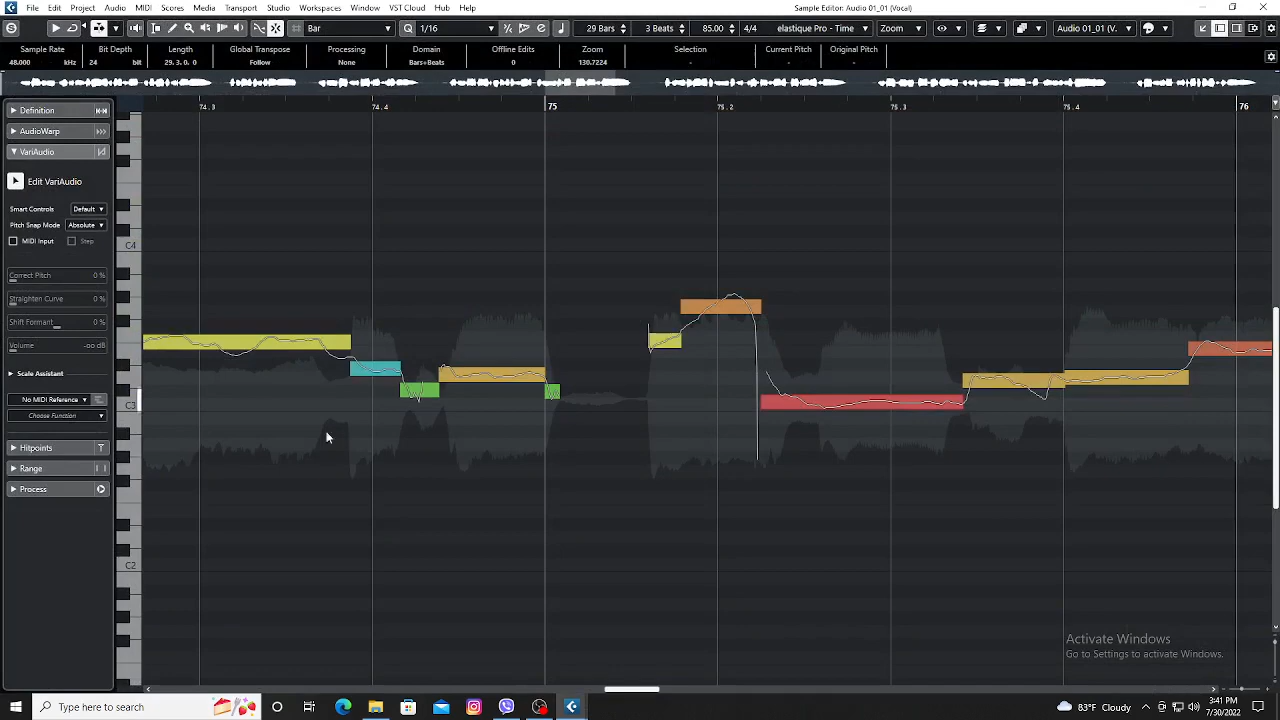 File Edit Project Audio MIDI Scores Media Transport Studio Workspaces Window VST Cloud Hub Help
Sample Editor: Audio 01_01 (Vocal)
Bar
1/16
29 Bars
3 Beats
85.00
4/4
elastique Pro - Time
Zoom
Audio 01_01 (V.
Sample Rate Bit Depth Length Global Transpose Processing Domain Offline Edits Zoom Selection Current Pitch Original Pitch
48.000 kHz 24 bit 29. 3. 0. 0 Follow None Bars+Beats 0 130.7224 - - -
74.3 74.4 75 75.2 75.3 75.4 76
Definition
AudioWarp
VariAudio
Edit VariAudio
Smart Controls Default
Pitch Snap Mode Absolute
MIDI Input Step
Correct Pitch 0 %
Straighten Curve 0 %
Shift Formant 0 %
Volume -oo dB
Scale Assistant
No MIDI Reference
Choose Function
Hitpoints
Range
Process
C4
C3
C2
Activate Windows
Go to Settings to activate Windows.
Type here to search
83°F Cloudy
3:41 PM
7/30/2022